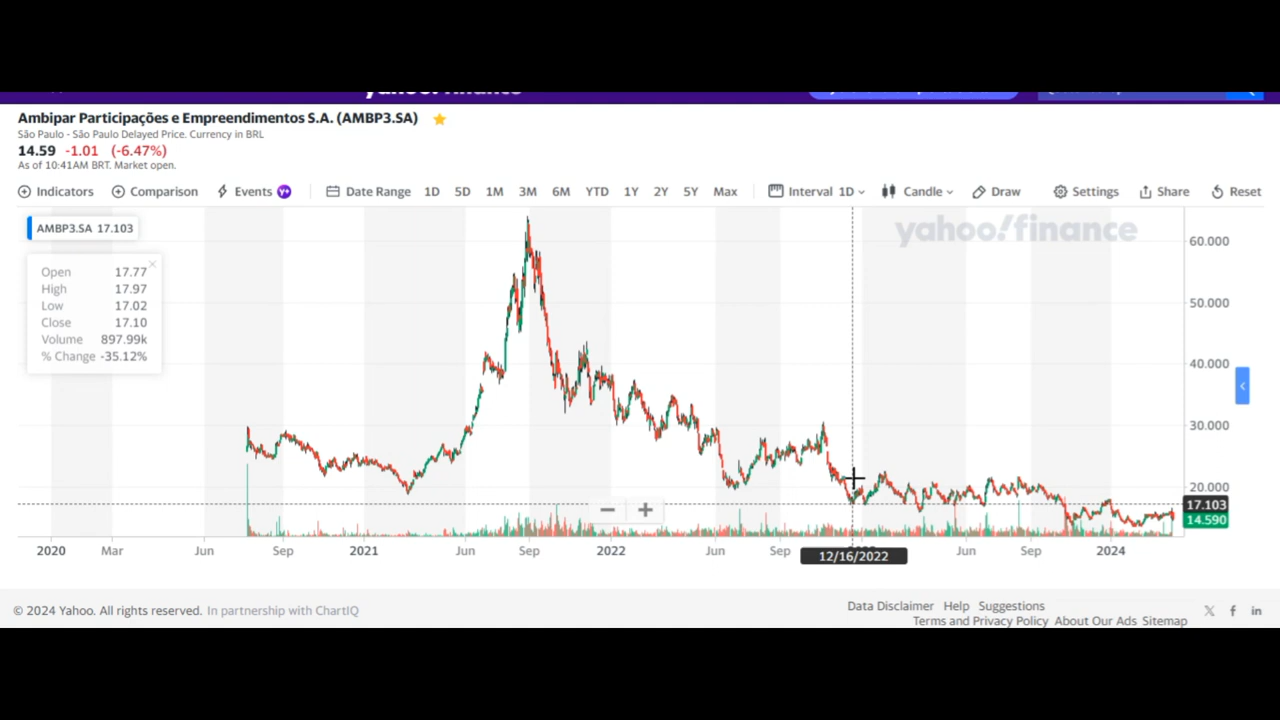 yahoo! finance
Ambipar Participações e Empreendimentos S.A. (AMBP3.SA)
São Paulo - São Paulo Delayed Price. Currency in BRL
14.59 -1.01 (-6.47%)
As of 10:41AM BRT. Market open.
Indicators Comparison Events Y+ Date Range 1D 5D 1M 3M 6M YTD 1Y 2Y 5Y Max Interval 1D Candle Draw Settings Share Reset
AMBP3.SA 17.103
yahoo!finance
60.000
Open 17.77
High 17.97
Low 17.02
Close 17.10
Volume 897.99k
% Change -35.12%
50.000
40.000
30.000
20.000
17.103
14.590
2020 Mar Jun Sep 2021 Jun Sep 2022 Jun Sep Jun Sep 2024
12/16/2022
© 2024 Yahoo. All rights reserved. In partnership with ChartIQ
Data Disclaimer Help Suggestions
Terms and Privacy Policy About Our Ads Sitemap